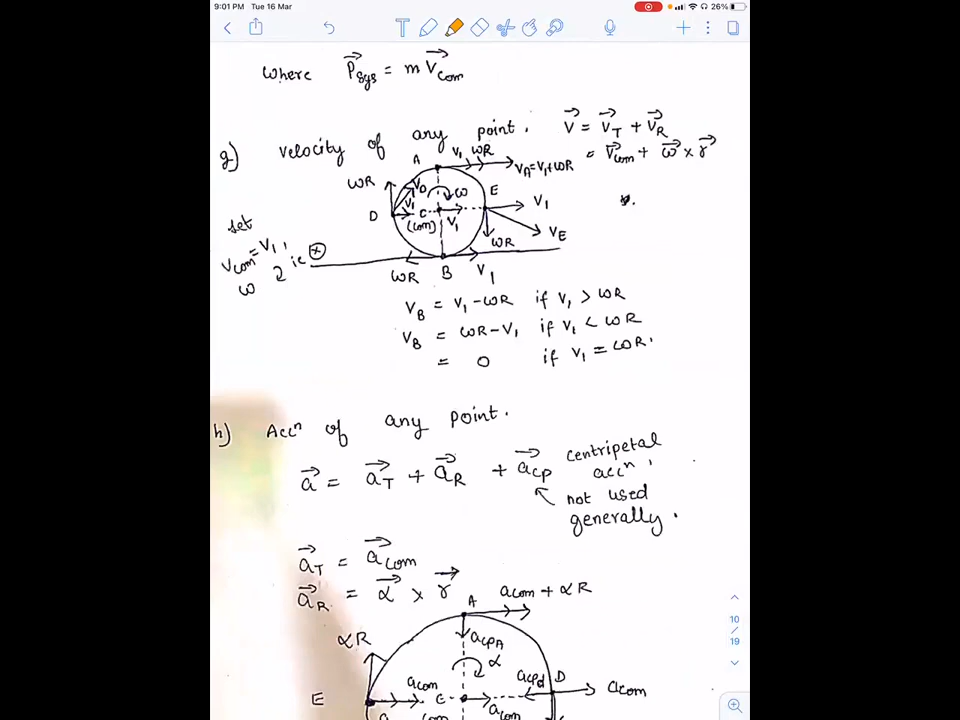 9:01 PM Tue 16 Mar
26%
where P⃗sys = m V⃗com
g) velocity of any point. V⃗ = V⃗T + V⃗R
= V⃗com + ω⃗ × r⃗
A V₁ ωR
VA=V₁+ωR
ωR VD ω E
D V₁ C V₁ V₁
(com)
VE
ωR
set
Vcom=V₁,
ω ie ⊗
ωR B V₁
VB = V₁-ωR if V₁ > ωR
VB = ωR-V₁ if V₁ < ωR
= 0 if V₁ = ωR.
h) Accⁿ of any point.
a⃗ = a⃗T + a⃗R + a⃗cp centripetal
accⁿ.
not used
generally.
a⃗T = a⃗com
a⃗R = α⃗ × r⃗
A acom + αR
αR acpA
α
acom acpd D acom
E C acom
10
/
19